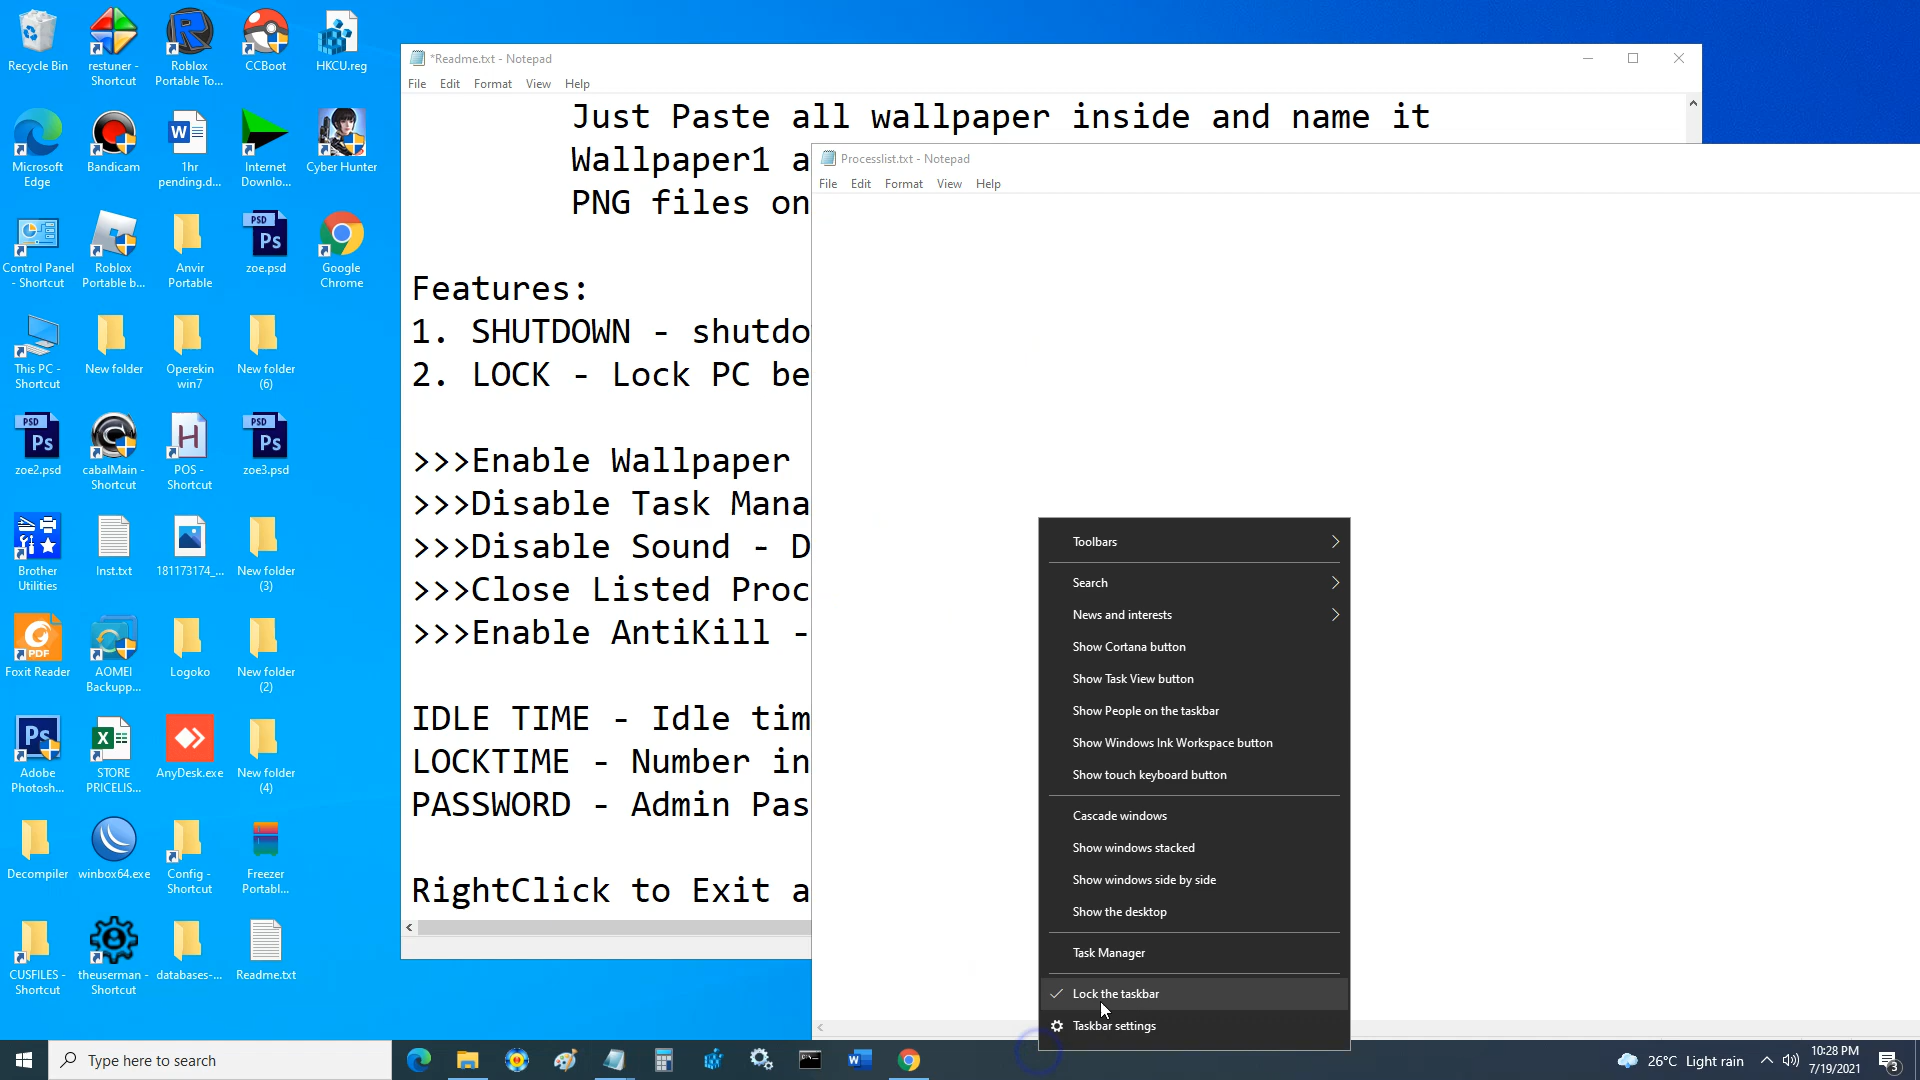 Recycle Bin
restuner -
Shortcut
Roblox
Portable To...
CCBoot
HKCU.reg
Microsoft
Edge
Bandicam
1hr
pending.d...
Internet
Downlo...
Cyber Hunter
Control Panel
- Shortcut
Roblox
Portable b...
Anvir
Portable
PSD
Ps
zoe.psd
Google
Chrome
This PC -
Shortcut
New folder
Operekin
win7
New folder
(6)
PSD
Ps
zoe2.psd
cabalMain -
Shortcut
POS -
Shortcut
PSD
Ps
zoe3.psd
Brother
Utilities
Inst.txt
181173174_...
New folder
(3)
PDF
Foxit Reader
AOMEI
Backupp...
Logoko
New folder
(2)
Ps
Adobe
Photosh...
STORE
PRICELIS...
AnyDesk.exe
New folder
(4)
Decompiler
winbox64.exe
Config -
Shortcut
Freezer
Portabl...
CUSFILES -
Shortcut
theuserman -
Shortcut
databases-...
Readme.txt
*Readme.txt - Notepad
File Edit Format View Help
Just Paste all wallpaper inside and name it
Wallpaper1 a
PNG files on
Features:
1. SHUTDOWN - shutdo
2. LOCK - Lock PC be
>>>Enable Wallpaper
>>>Disable Task Mana
>>>Disable Sound - D
>>>Close Listed Proc
>>>Enable AntiKill -
IDLE TIME - Idle tim
LOCKTIME - Number in
PASSWORD - Admin Pas
RightClick to Exit a
Processlist.txt - Notepad
File Edit Format View Help
Toolbars
Search
News and interests
Show Cortana button
Show Task View button
Show People on the taskbar
Show Windows Ink Workspace button
Show touch keyboard button
Cascade windows
Show windows stacked
Show windows side by side
Show the desktop
Task Manager
Lock the taskbar
Taskbar settings
Type here to search
26°C Light rain
10:28 PM
7/19/2021
3